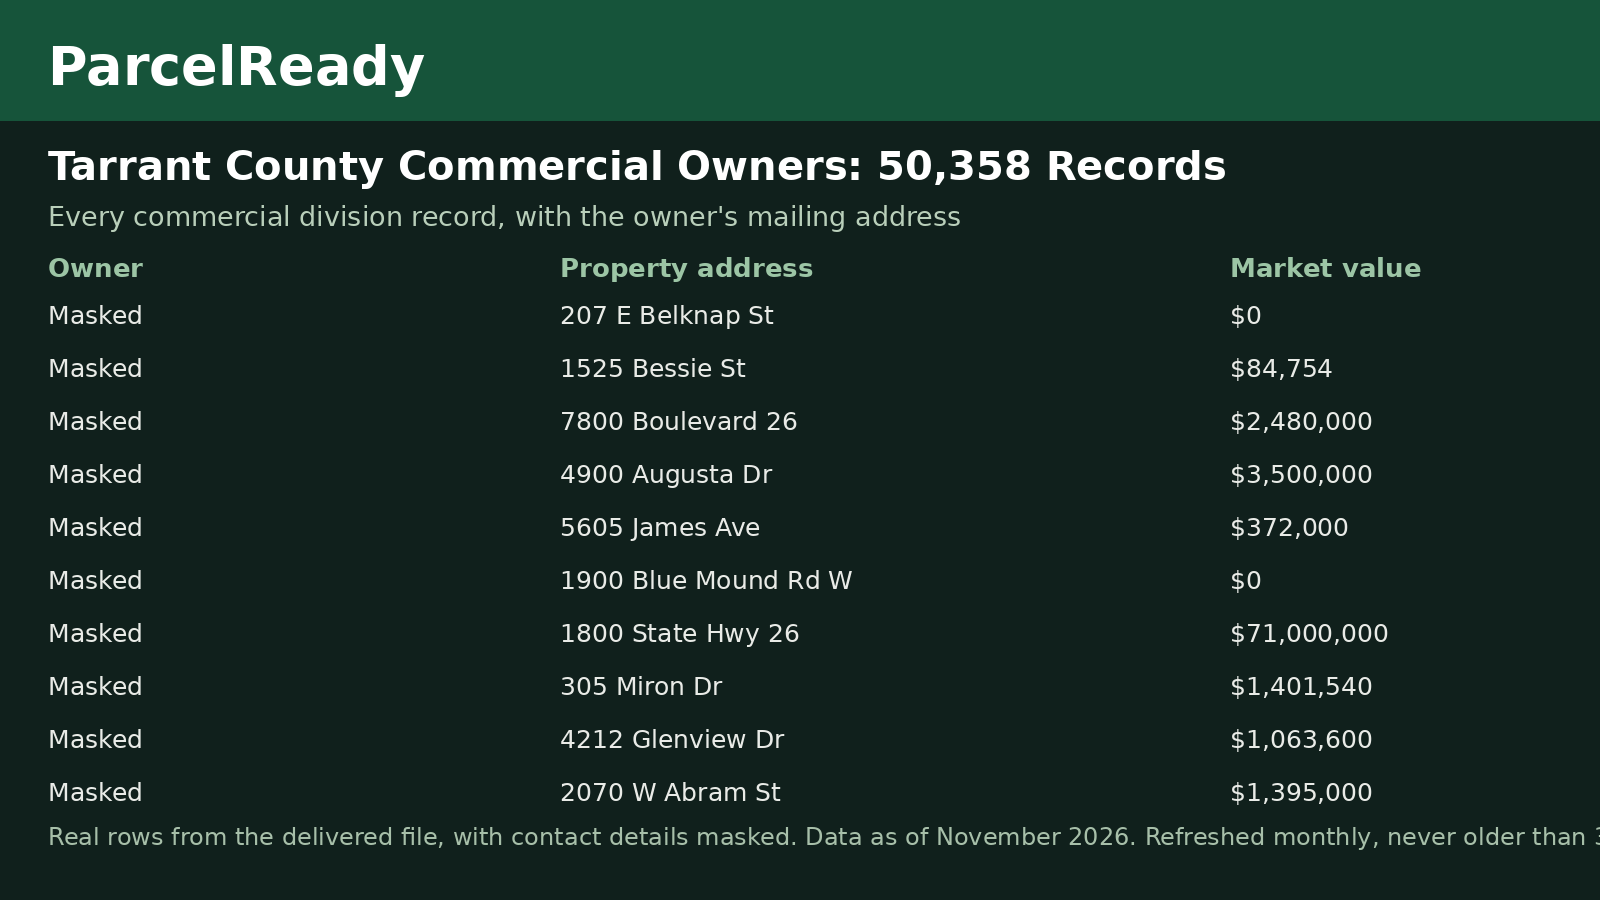 ParcelReady
Tarrant County Commercial Owners: 50,358 Records
Every commercial division record, with the owner's mailing address
Owner Property address Market value
Masked 207 E Belknap St $0
Masked 1525 Bessie St $84,754
Masked 7800 Boulevard 26 $2,480,000
Masked 4900 Augusta Dr $3,500,000
Masked 5605 James Ave $372,000
Masked 1900 Blue Mound Rd W $0
Masked 1800 State Hwy 26 $71,000,000
Masked 305 Miron Dr $1,401,540
Masked 4212 Glenview Dr $1,063,600
Masked 2070 W Abram St $1,395,000
Real rows from the delivered file, with contact details masked. Data as of November 2026. Refreshed monthly, never older than